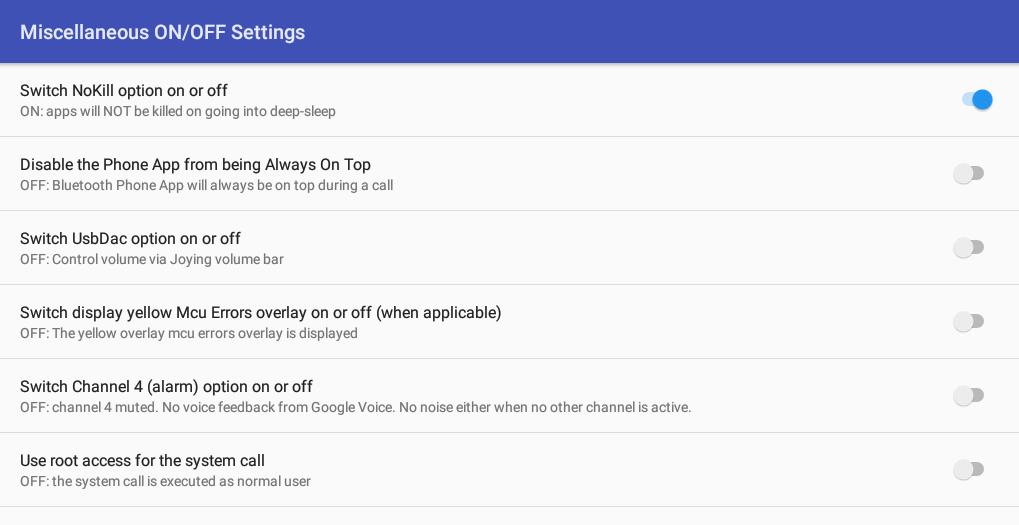 Miscellaneous ON/OFF Settings
Switch NoKill option on or off
ON: apps will NOT be killed on going into deep-sleep
Disable the Phone App from being Always On Top
OFF: Bluetooth Phone App will always be on top during a call
Switch UsbDac option on or off
OFF: Control volume via Joying volume bar
Switch display yellow Mcu Errors overlay on or off (when applicable)
OFF: The yellow overlay mcu errors overlay is displayed
Switch Channel 4 (alarm) option on or off
OFF: channel 4 muted. No voice feedback from Google Voice. No noise either when no other channel is active.
Use root access for the system call
OFF: the system call is executed as normal user